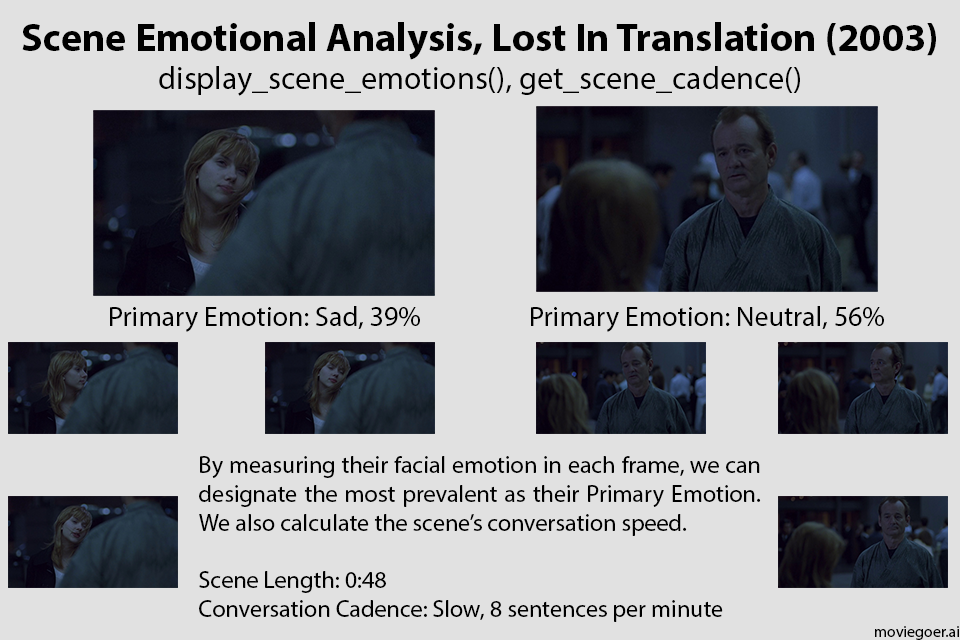 Scene Emotional Analysis, Lost In Translation (2003)
display_scene_emotions(), get_scene_cadence()
Primary Emotion: Sad, 39%
Primary Emotion: Neutral, 56%
By measuring their facial emotion in each frame, we can
designate the most prevalent as their Primary Emotion.
We also calculate the scene's conversation speed.
Scene Length: 0:48
Conversation Cadence: Slow, 8 sentences per minute
moviegoer.ai